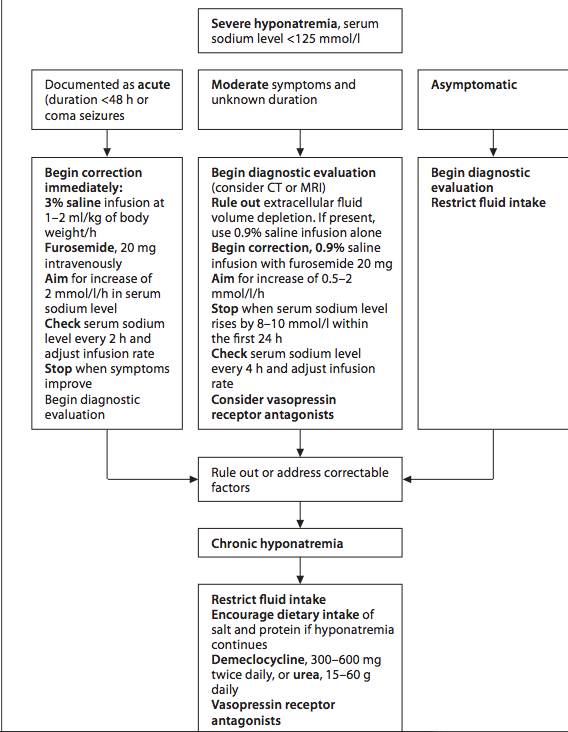 Severe hyponatremia, serum
sodium level <125 mmol/l
Documented as acute
(duration <48 h or
coma seizures
Moderate symptoms and
unknown duration
Asymptomatic
Begin correction
immediately:
3% saline infusion at
1–2 ml/kg of body
weight/h
Furosemide, 20 mg
intravenously
Aim for increase of
2 mmol/l/h in serum
sodium level
Check serum sodium
level every 2 h and
adjust infusion rate
Stop when symptoms
improve
Begin diagnostic
evaluation
Begin diagnostic evaluation
(consider CT or MRI)
Rule out extracellular fluid
volume depletion. If present,
use 0.9% saline infusion alone
Begin correction, 0.9% saline
infusion with furosemide 20 mg
Aim for increase of 0.5–2
mmol/l/h
Stop when serum sodium level
rises by 8–10 mmol/l within
the first 24 h
Check serum sodium level
every 4 h and adjust infusion
rate
Consider vasopressin
receptor antagonists
Begin diagnostic
evaluation
Restrict fluid intake
Rule out or address correctable
factors
Chronic hyponatremia
Restrict fluid intake
Encourage dietary intake of
salt and protein if hyponatremia
continues
Demeclocycline, 300–600 mg
twice daily, or urea, 15–60 g
daily
Vasopressin receptor
antagonists